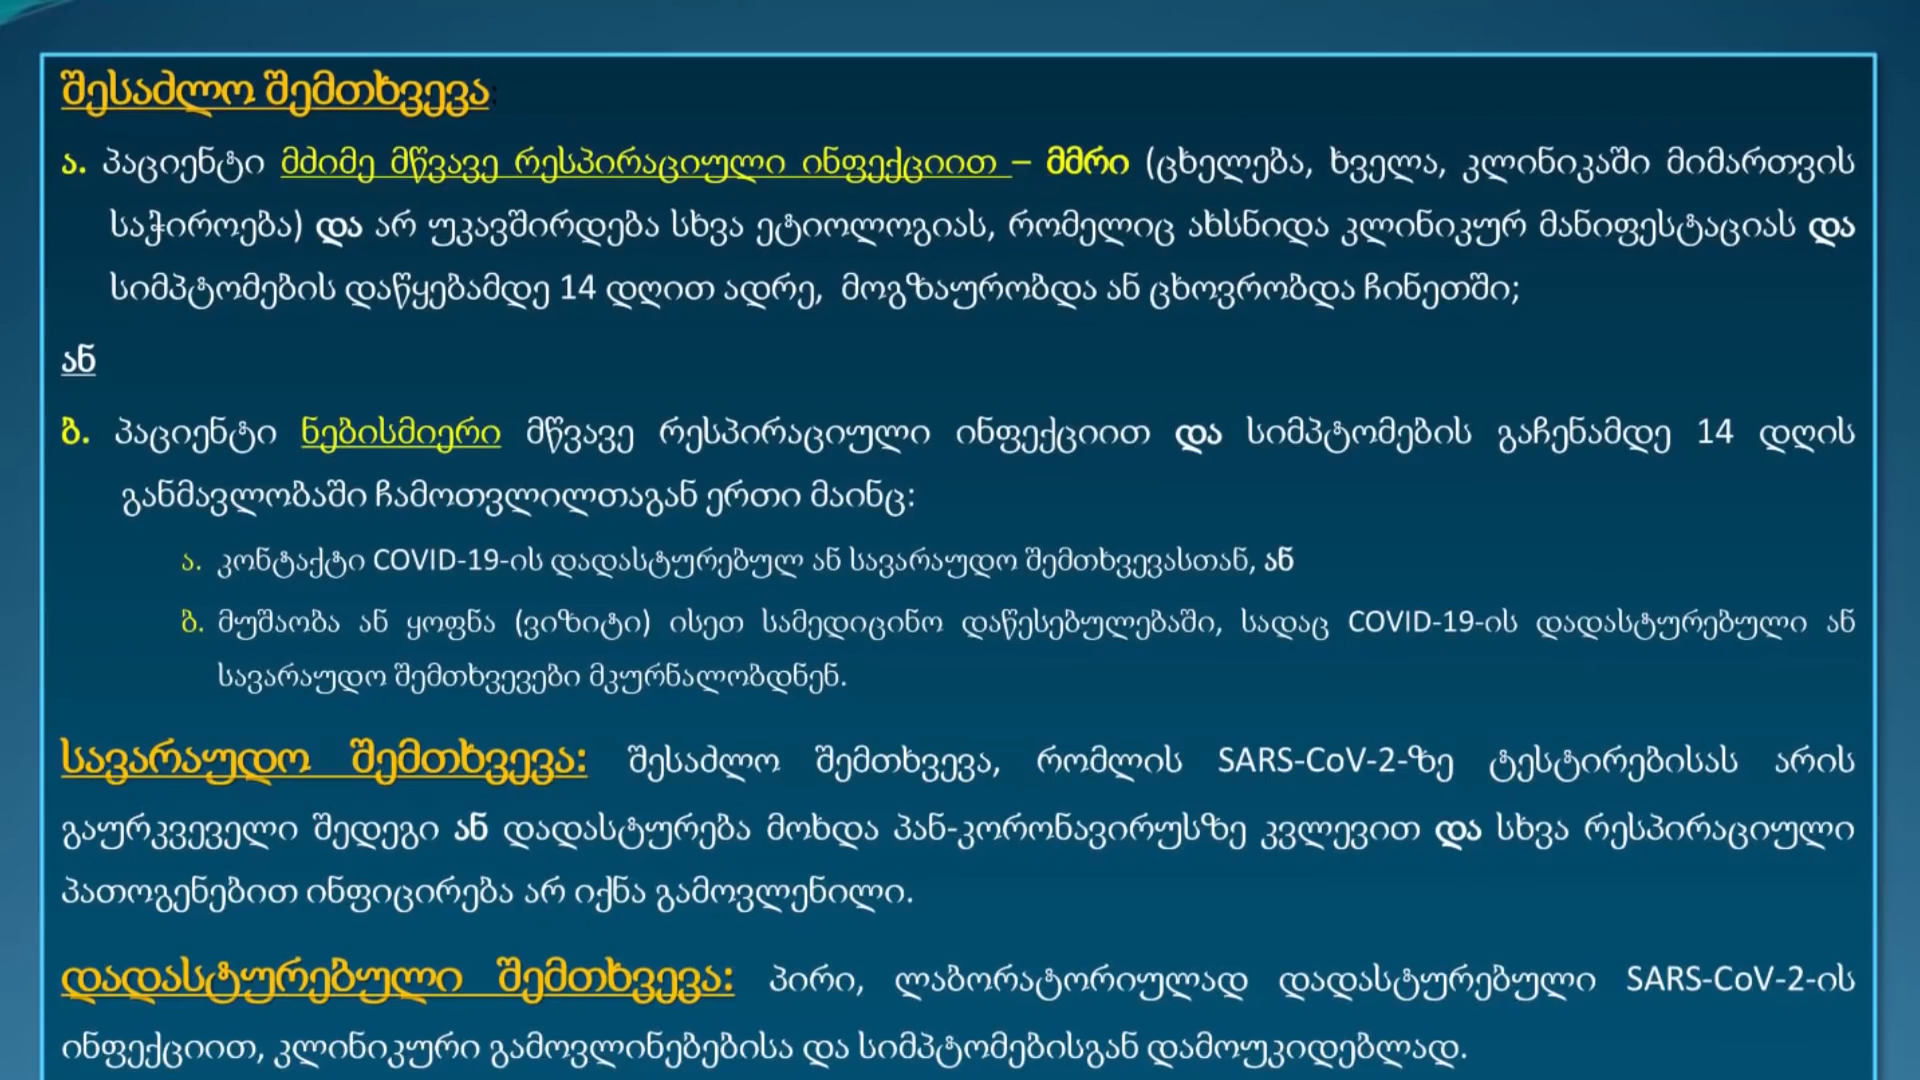 შესაძლო შემთხვევა:
ა. პაციენტი მძიმე მწვავე რესპირაციული ინფექციით – მმრი (ცხელება, ხველა, კლინიკაში მიმართვის
საჭიროება) და არ უკავშირდება სხვა ეტიოლოგიას, რომელიც ახსნიდა კლინიკურ მანიფესტაციას და
სიმპტომების დაწყებამდე 14 დღით ადრე, მოგზაურობდა ან ცხოვრობდა ჩინეთში;
ან
ბ. პაციენტი ნებისმიერი მწვავე რესპირაციული ინფექციით და სიმპტომების გაჩენამდე 14 დღის
განმავლობაში ჩამოთვლილთაგან ერთი მაინც:
ა. კონტაქტი COVID-19-ის დადასტურებულ ან სავარაუდო შემთხვევასთან, ან
ბ. მუშაობა ან ყოფნა (ვიზიტი) ისეთ სამედიცინო დაწესებულებაში, სადაც COVID-19-ის დადასტურებული ან
სავარაუდო შემთხვევები მკურნალობდნენ.
სავარაუდო შემთხვევა: შესაძლო შემთხვევა, რომლის SARS-CoV-2-ზე ტესტირებისას არის
გაურკვეველი შედეგი ან დადასტურება მოხდა პან-კორონავირუსზე კვლევით და სხვა რესპირაციული
პათოგენებით ინფიცირება არ იქნა გამოვლენილი.
დადასტურებული შემთხვევა: პირი, ლაბორატორიულად დადასტურებული SARS-CoV-2-ის
ინფექციით, კლინიკური გამოვლინებებისა და სიმპტომებისგან დამოუკიდებლად.